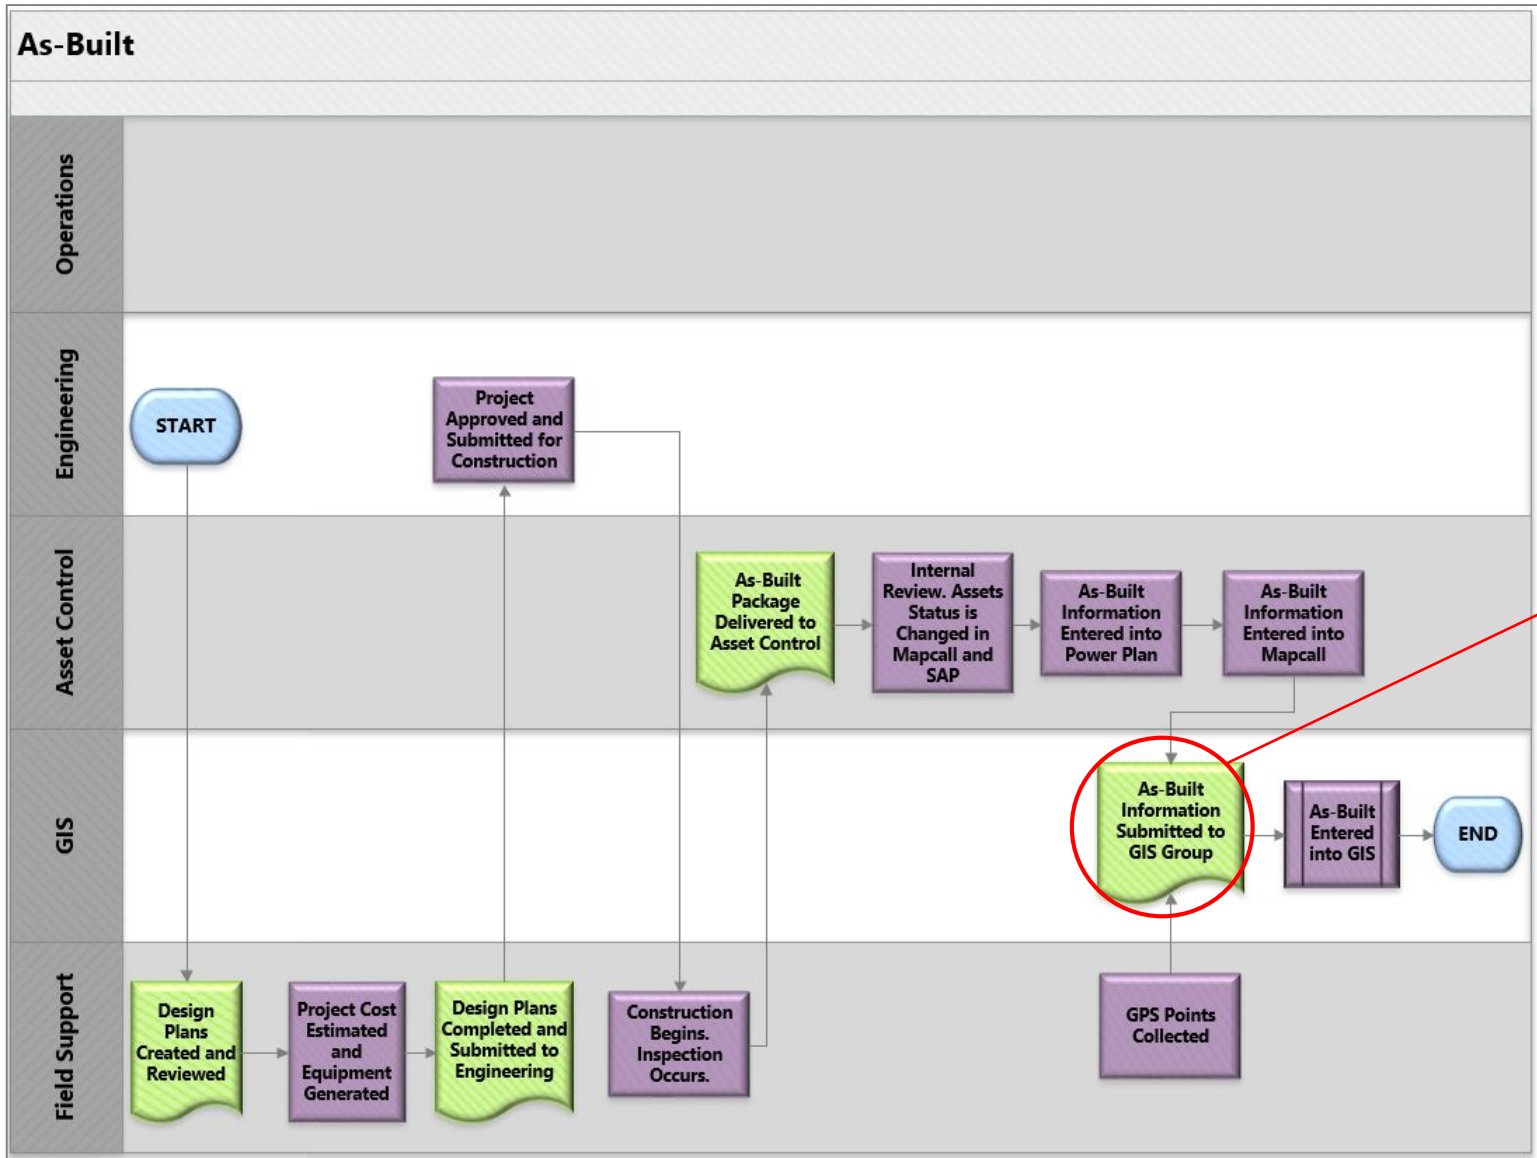 As-Built
Operations
Engineering
START
Project
Approved and
Submitted for
Construction
Asset Control
As-Built
Package
Delivered to
Asset Control
Internal
Review. Assets
Status is
Changed in
Mapcall and
SAP
As-Built
Information
Entered into
Power Plan
As-Built
Information
Entered into
Mapcall
GIS
As-Built
Information
Submitted to
GIS Group
As-Built
Entered
into GIS
END
Field Support
Design
Plans
Created and
Reviewed
Project Cost
Estimated
and
Equipment
Generated
Design Plans
Completed and
Submitted to
Engineering
Construction
Begins.
Inspection
Occurs.
GPS Points
Collected